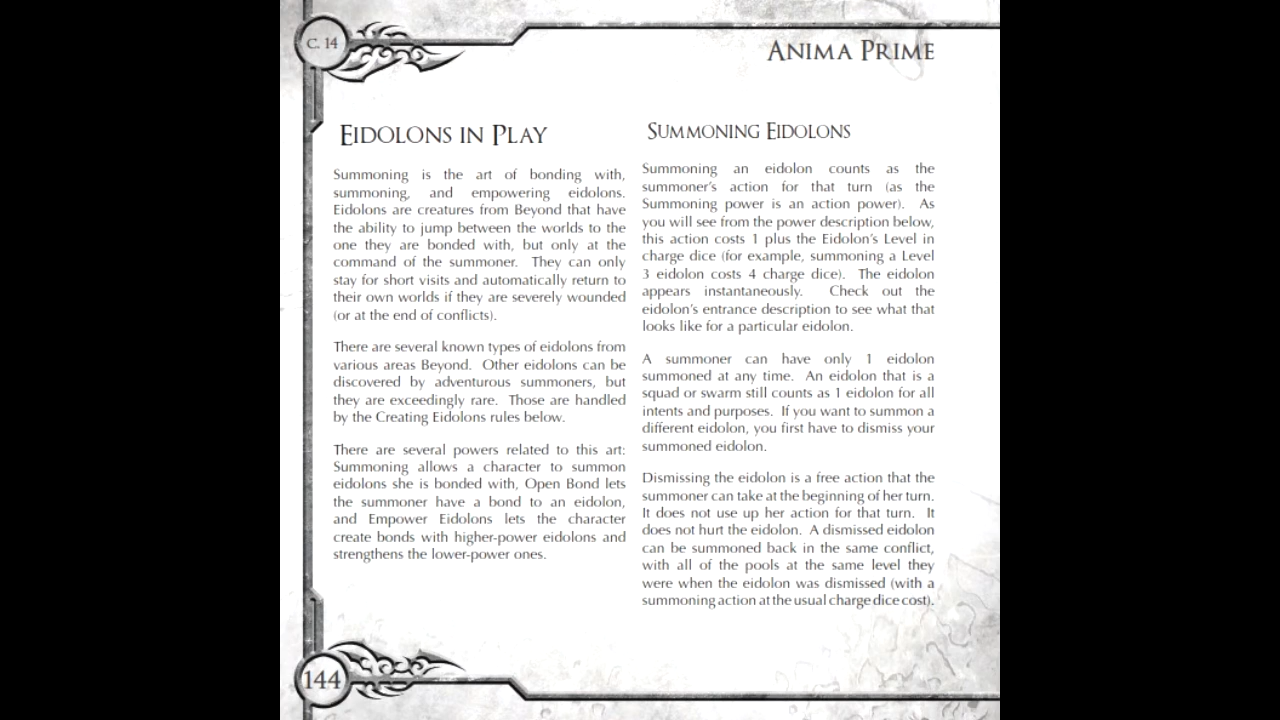 C. 14
ANIMA PRIME
EIDOLONS IN PLAY
Summoning is the art of bonding with,
summoning, and empowering eidolons.
Eidolons are creatures from Beyond that have
the ability to jump between the worlds to the
one they are bonded with, but only at the
command of the summoner. They can only
stay for short visits and automatically return to
their own worlds if they are severely wounded
(or at the end of conflicts).
There are several known types of eidolons from
various areas Beyond. Other eidolons can be
discovered by adventurous summoners, but
they are exceedingly rare. Those are handled
by the Creating Eidolons rules below.
There are several powers related to this art:
Summoning allows a character to summon
eidolons she is bonded with, Open Bond lets
the summoner have a bond to an eidolon,
and Empower Eidolons lets the character
create bonds with higher-power eidolons and
strengthens the lower-power ones.
SUMMONING EIDOLONS
Summoning an eidolon counts as the
summoner's action for that turn (as the
Summoning power is an action power). As
you will see from the power description below,
this action costs 1 plus the Eidolon's Level in
charge dice (for example, summoning a Level
3 eidolon costs 4 charge dice). The eidolon
appears instantaneously. Check out the
eidolon's entrance description to see what that
looks like for a particular eidolon.
A summoner can have only 1 eidolon
summoned at any time. An eidolon that is a
squad or swarm still counts as 1 eidolon for all
intents and purposes. If you want to summon a
different eidolon, you first have to dismiss your
summoned eidolon.
Dismissing the eidolon is a free action that the
summoner can take at the beginning of her turn.
It does not use up her action for that turn. It
does not hurt the eidolon. A dismissed eidolon
can be summoned back in the same conflict,
with all of the pools at the same level they
were when the eidolon was dismissed (with a
summoning action at the usual charge dice cost).
144